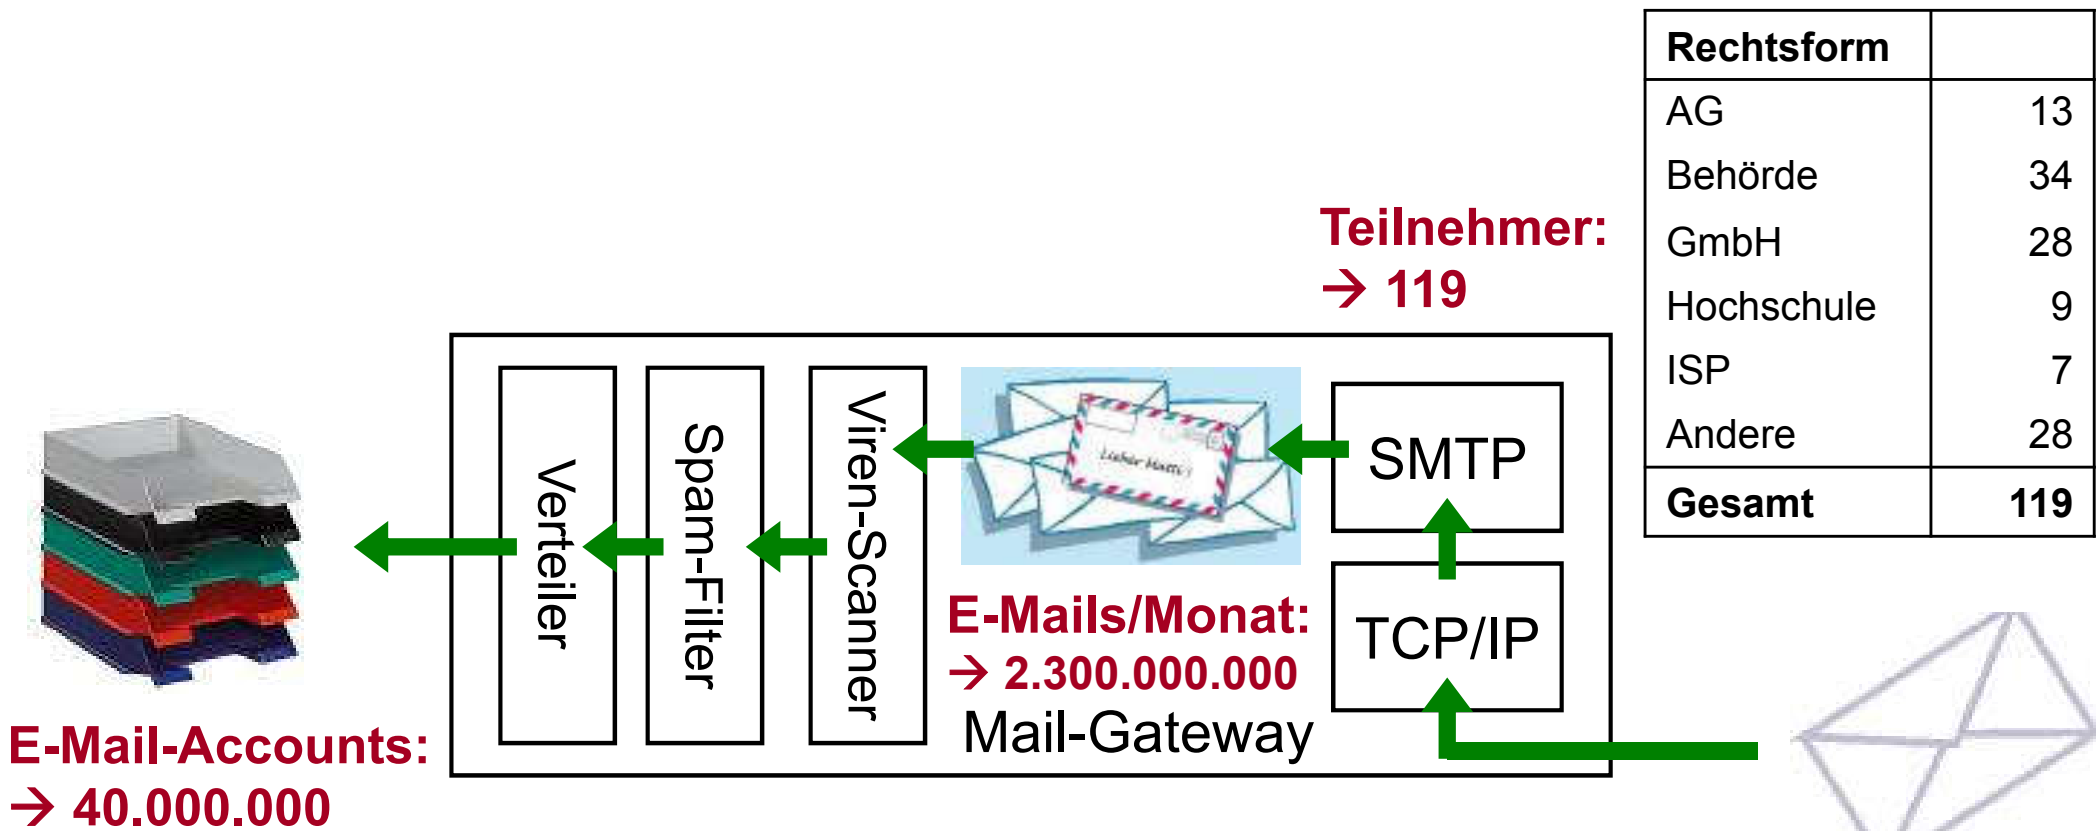 Rechtsform
AG 13
Behörde 34
GmbH 28
Hochschule 9
ISP 7
Andere 28
Gesamt 119
Teilnehmer:
→ 119
Verteiler
Spam-Filter
Viren-Scanner
Lieber Matti!
SMTP
TCP/IP
E-Mails/Monat:
→ 2.300.000.000
Mail-Gateway
E-Mail-Accounts:
→ 40.000.000